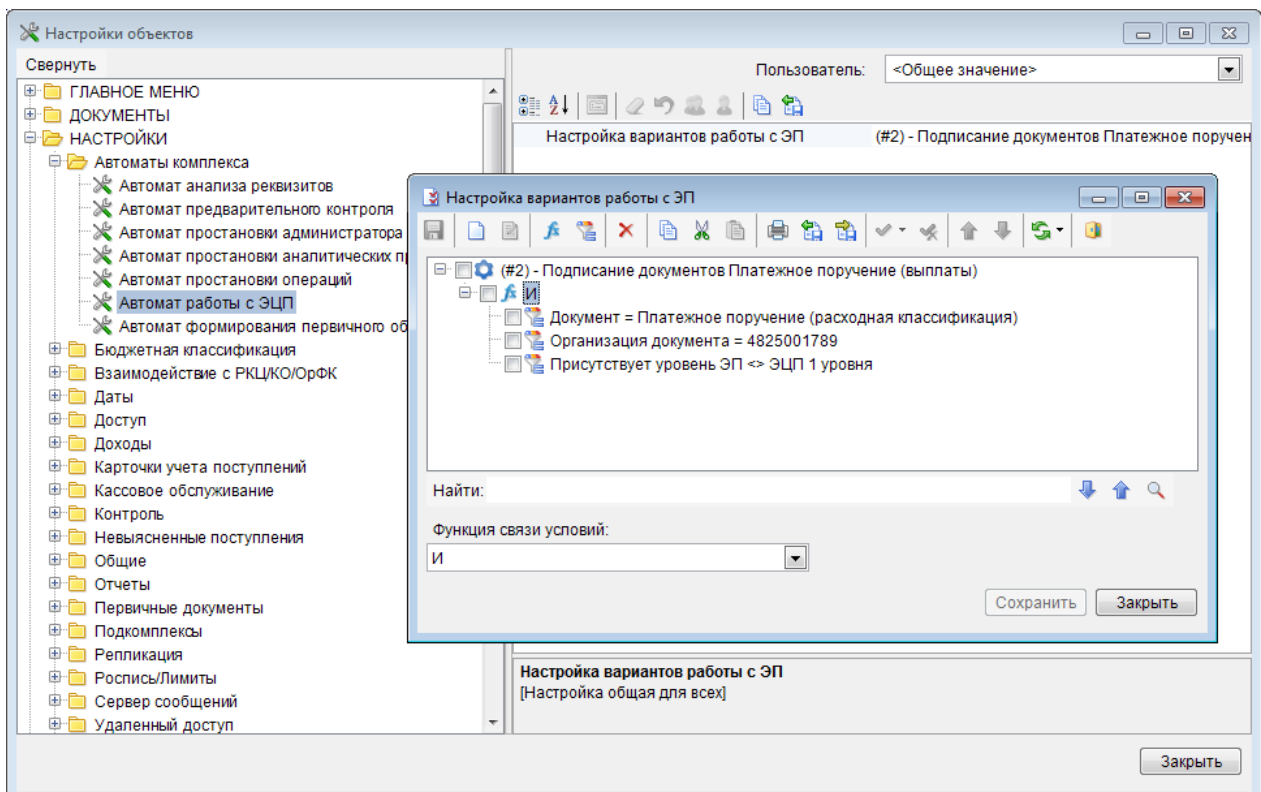 Настройки объектов
Свернуть
ГЛАВНОЕ МЕНЮ
ДОКУМЕНТЫ
НАСТРОЙКИ
Автоматы комплекса
Автомат анализа реквизитов
Автомат предварительного контроля
Автомат простановки администратора
Автомат простановки аналитических п
Автомат простановки операций
Автомат работы с ЭЦП
Автомат формирования первичного об
Бюджетная классификация
Взаимодействие с РКЦ/КО/ОрФК
Даты
Доступ
Доходы
Карточки учета поступлений
Кассовое обслуживание
Контроль
Невыясненные поступления
Общие
Отчеты
Первичные документы
Подкомплексы
Репликация
Роспись/Лимиты
Сервер сообщений
Удаленный доступ
Пользователь: <Общее значение>
Настройка вариантов работы с ЭП (#2) - Подписание документов Платежное поручен
Настройка вариантов работы с ЭП
(#2) - Подписание документов Платежное поручение (выплаты)
И
Документ = Платежное поручение (расходная классификация)
Организация документа = 4825001789
Присутствует уровень ЭП <> ЭЦП 1 уровня
Найти:
Функция связи условий:
И
Сохранить Закрыть
Настройка вариантов работы с ЭП
[Настройка общая для всех]
Закрыть